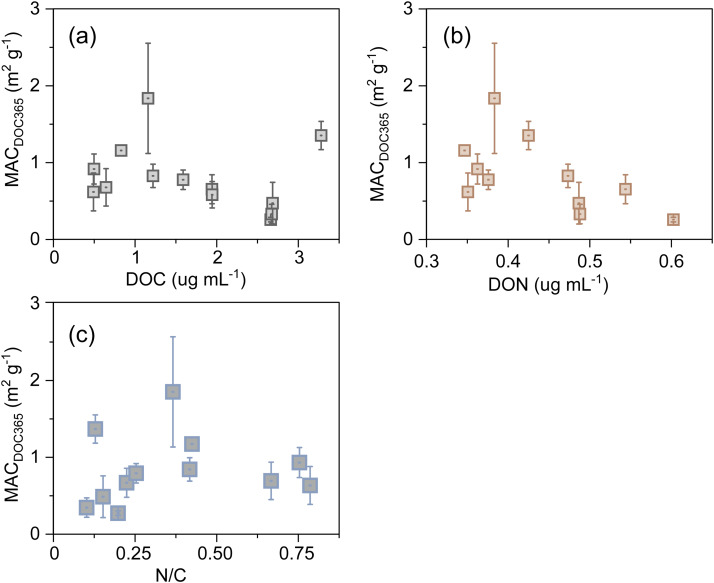 (a)
MAC_DOC365 (m² g⁻¹)
3
2
1
0
0 1 2 3
DOC (ug mL⁻¹)
(b)
MAC_DOC365 (m² g⁻¹)
3
2
1
0
0.3 0.4 0.5 0.6
DON (ug mL⁻¹)
(c)
MAC_DOC365 (m² g⁻¹)
3
2
1
0
0 0.25 0.50 0.75
N/C